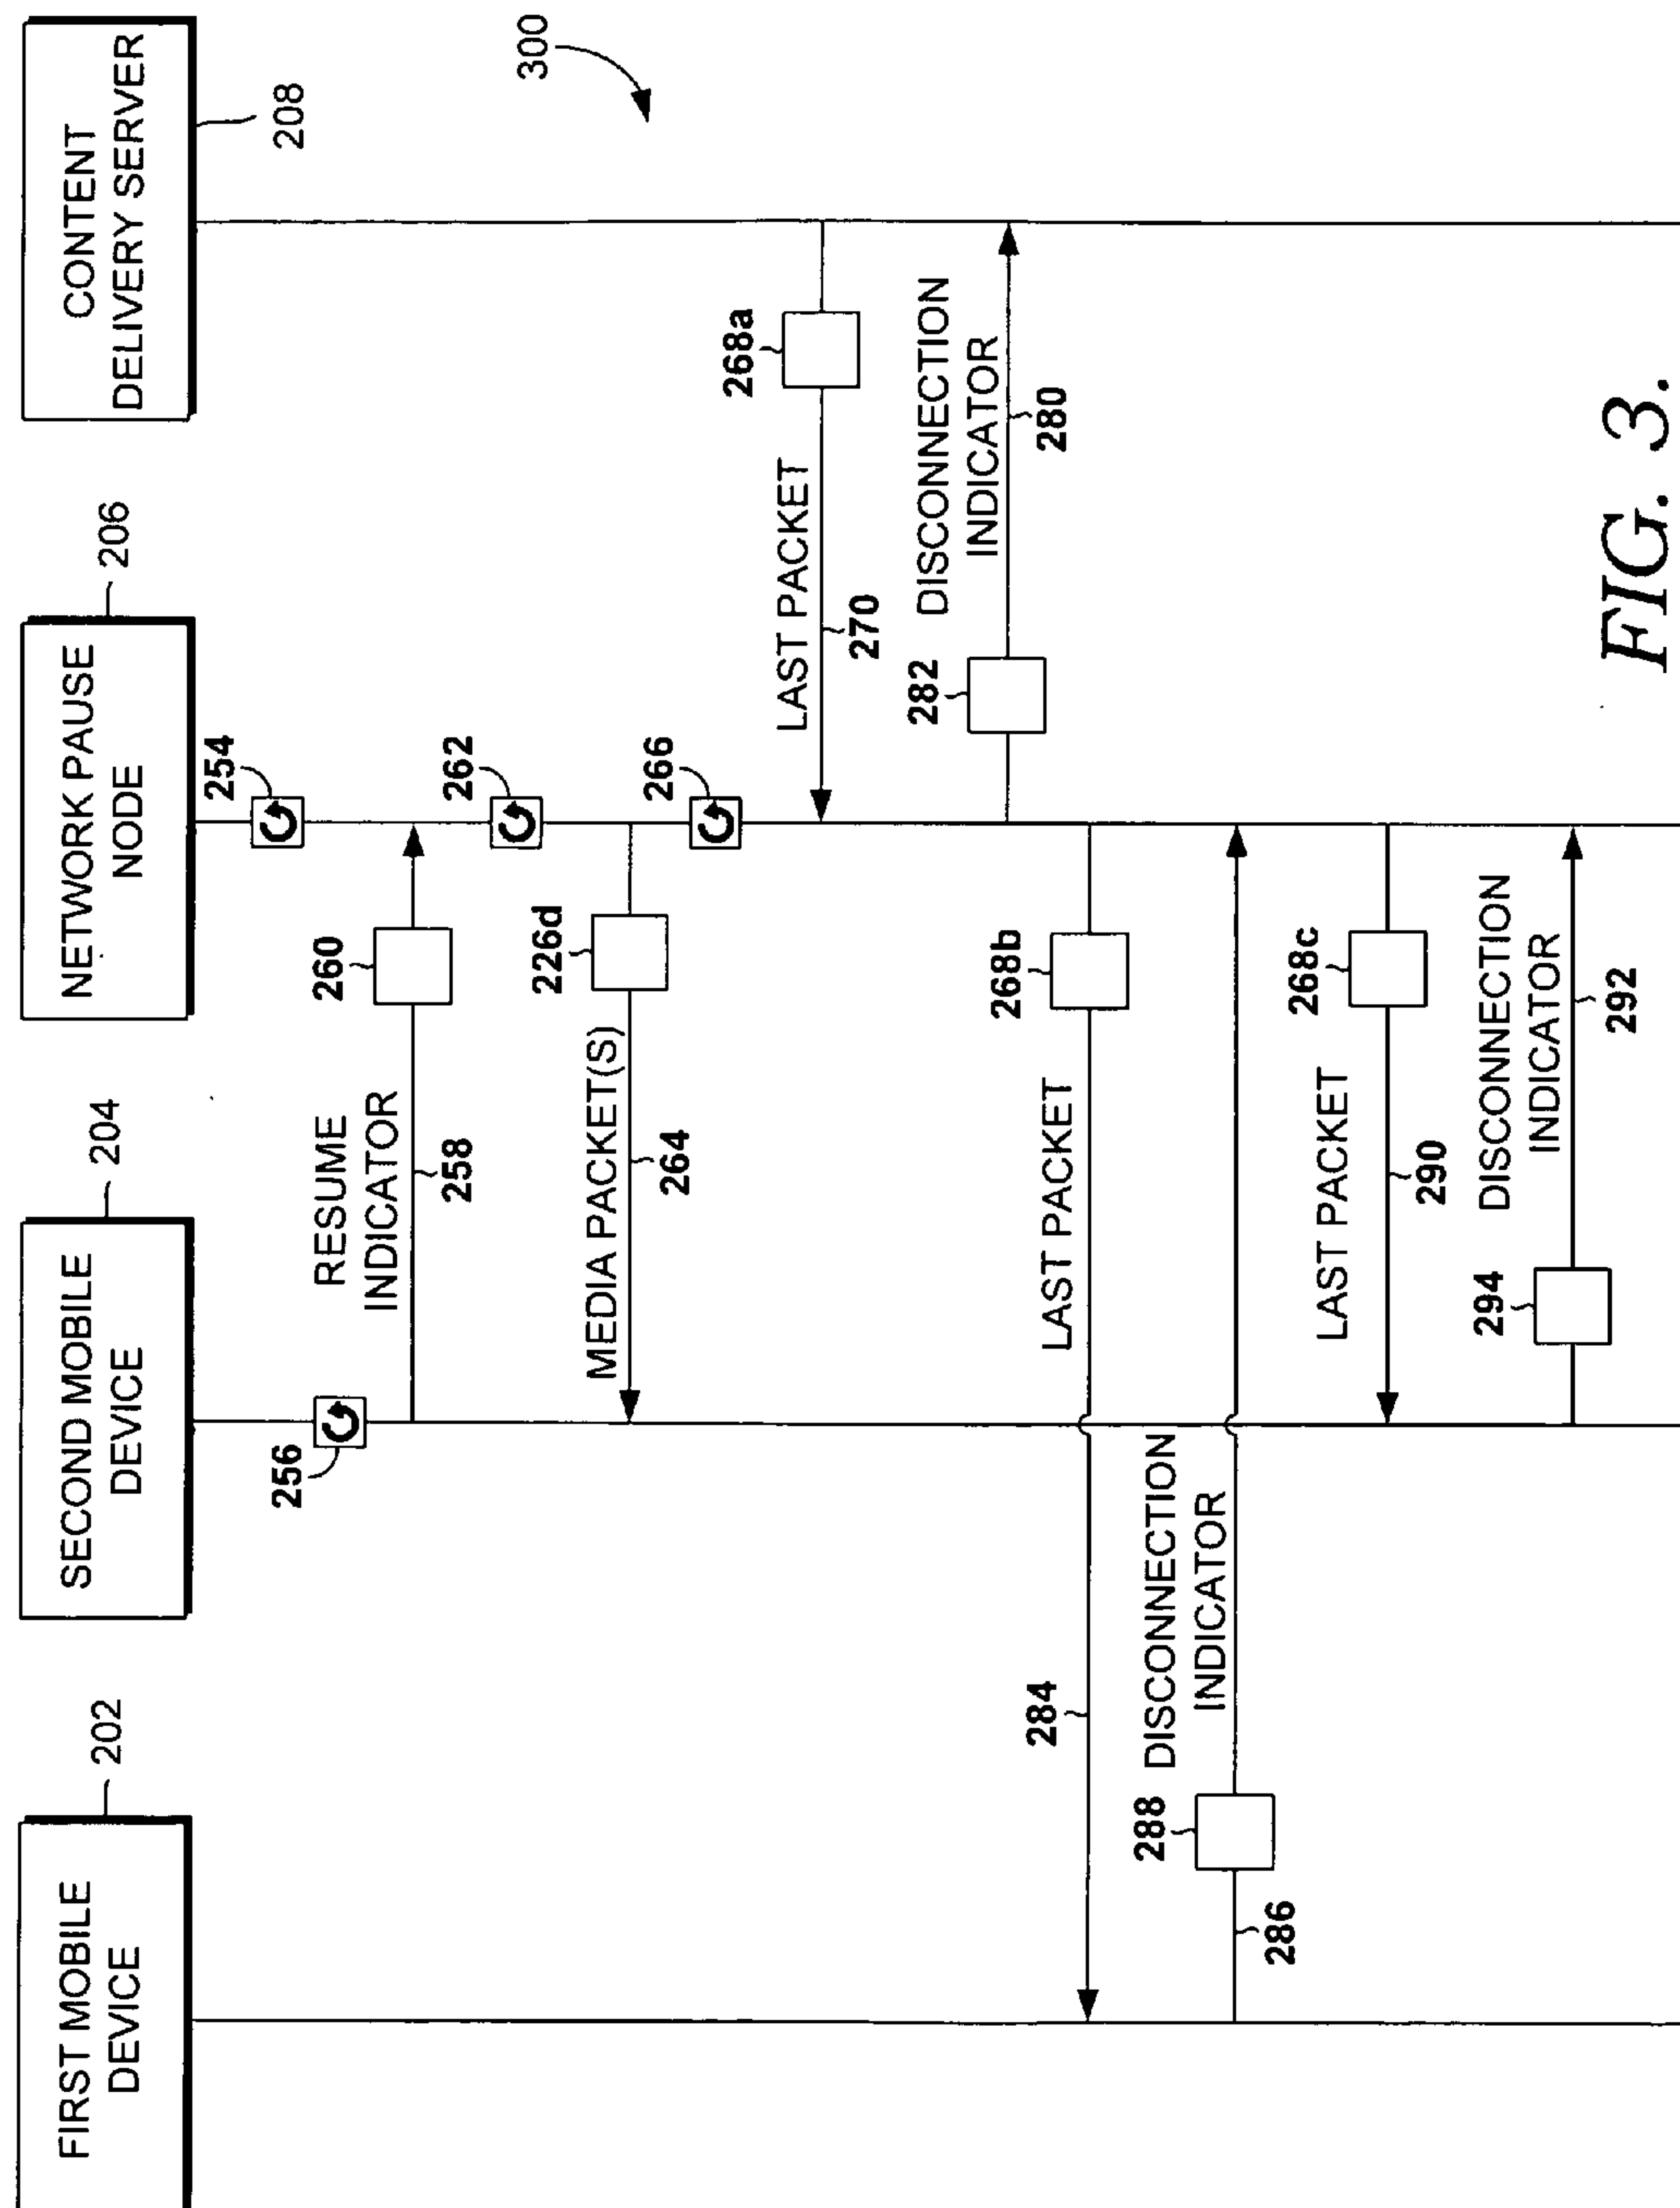 FIRST MOBILE
DEVICE
202
SECOND MOBILE
DEVICE
204
NETWORK PAUSE
NODE
206
CONTENT
DELIVERY SERVER
208
300
254
256
RESUME
INDICATOR
258
260
262
MEDIA PACKET(S)
264
226d
266
LAST PACKET
270
268a
282
DISCONNECTION
INDICATOR
280
284
LAST PACKET
268b
288
DISCONNECTION
INDICATOR
286
LAST PACKET
290
268c
294
DISCONNECTION
INDICATOR
292
FIG. 3.